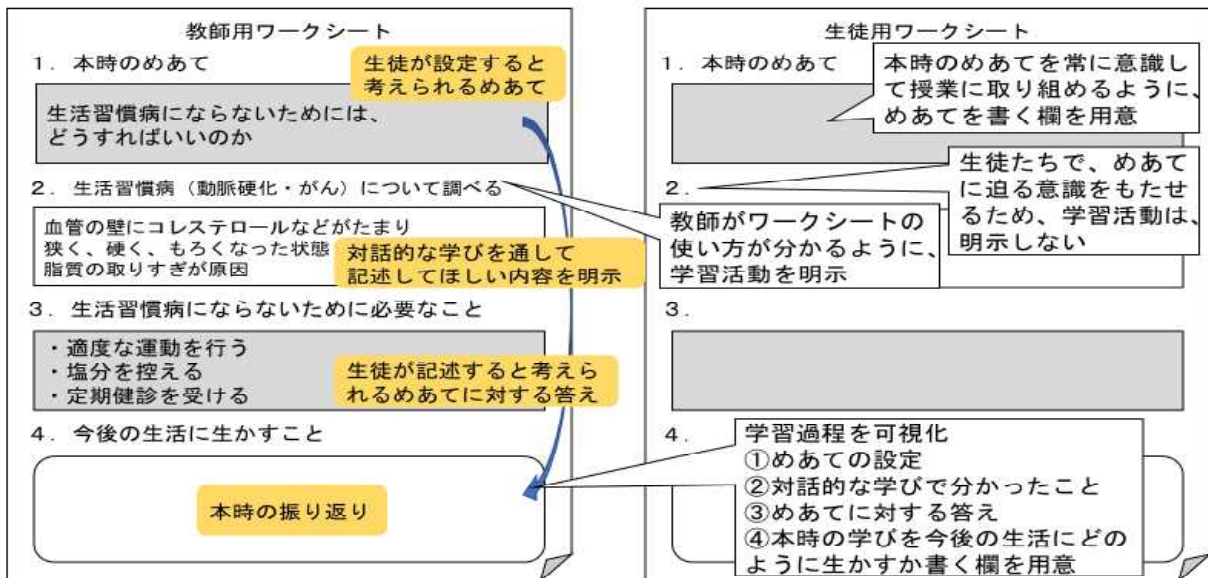 教師用ワークシート
1．本時のめあて
生徒が設定すると
考えられるめあて
生活習慣病にならないためには、
どうすればいいのか
2．生活習慣病（動脈硬化・がん）について調べる
血管の壁にコレステロールなどがたまり
狭く、硬く、もろくなった状態
脂質の取りすぎが原因
対話的な学びを通して
記述してほしい内容を明示
3．生活習慣病にならないために必要なこと
・適度な運動を行う
・塩分を控える
・定期健診を受ける
生徒が記述すると考えら
れるめあてに対する答え
4．今後の生活に生かすこと
本時の振り返り
教師がワークシートの
使い方が分かるように、
学習活動を明示
生徒用ワークシート
1．本時のめあて
本時のめあてを常に意識し
て授業に取り組めるように、
めあてを書く欄を用意
2．
生徒たちで、めあて
に迫る意識をもたせ
るため、学習活動は、
明示しない
3．
4．
学習過程を可視化
①めあての設定
②対話的な学びで分かったこと
③めあてに対する答え
④本時の学びを今後の生活にどの
ように生かすか書く欄を用意